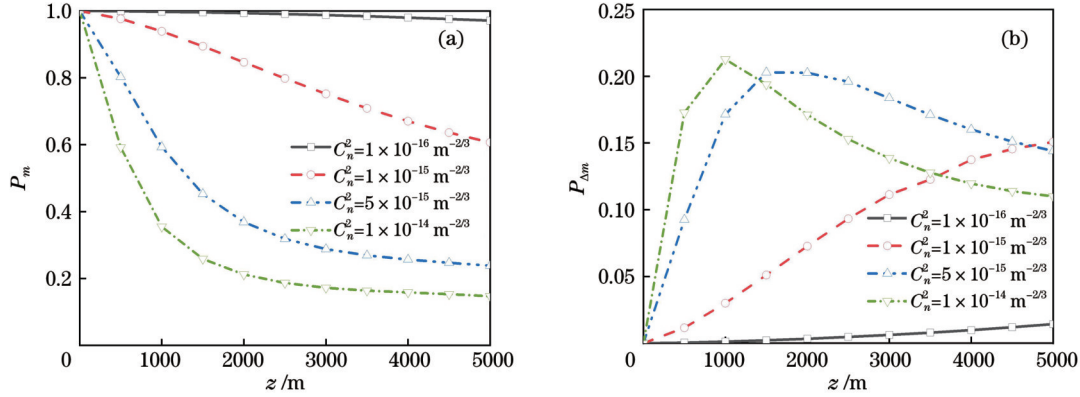 (a)
1.0
0.8
0.6
0.4
0.2
0
1000
2000
3000
4000
5000
P_m
z /m
C_n^2=1×10^{-16} m^{-2/3}
C_n^2=1×10^{-15} m^{-2/3}
C_n^2=5×10^{-15} m^{-2/3}
C_n^2=1×10^{-14} m^{-2/3}
(b)
0.25
0.20
0.15
0.10
0.05
0
1000
2000
3000
4000
5000
P_{Δm}
z /m
C_n^2=1×10^{-16} m^{-2/3}
C_n^2=1×10^{-15} m^{-2/3}
C_n^2=5×10^{-15} m^{-2/3}
C_n^2=1×10^{-14} m^{-2/3}